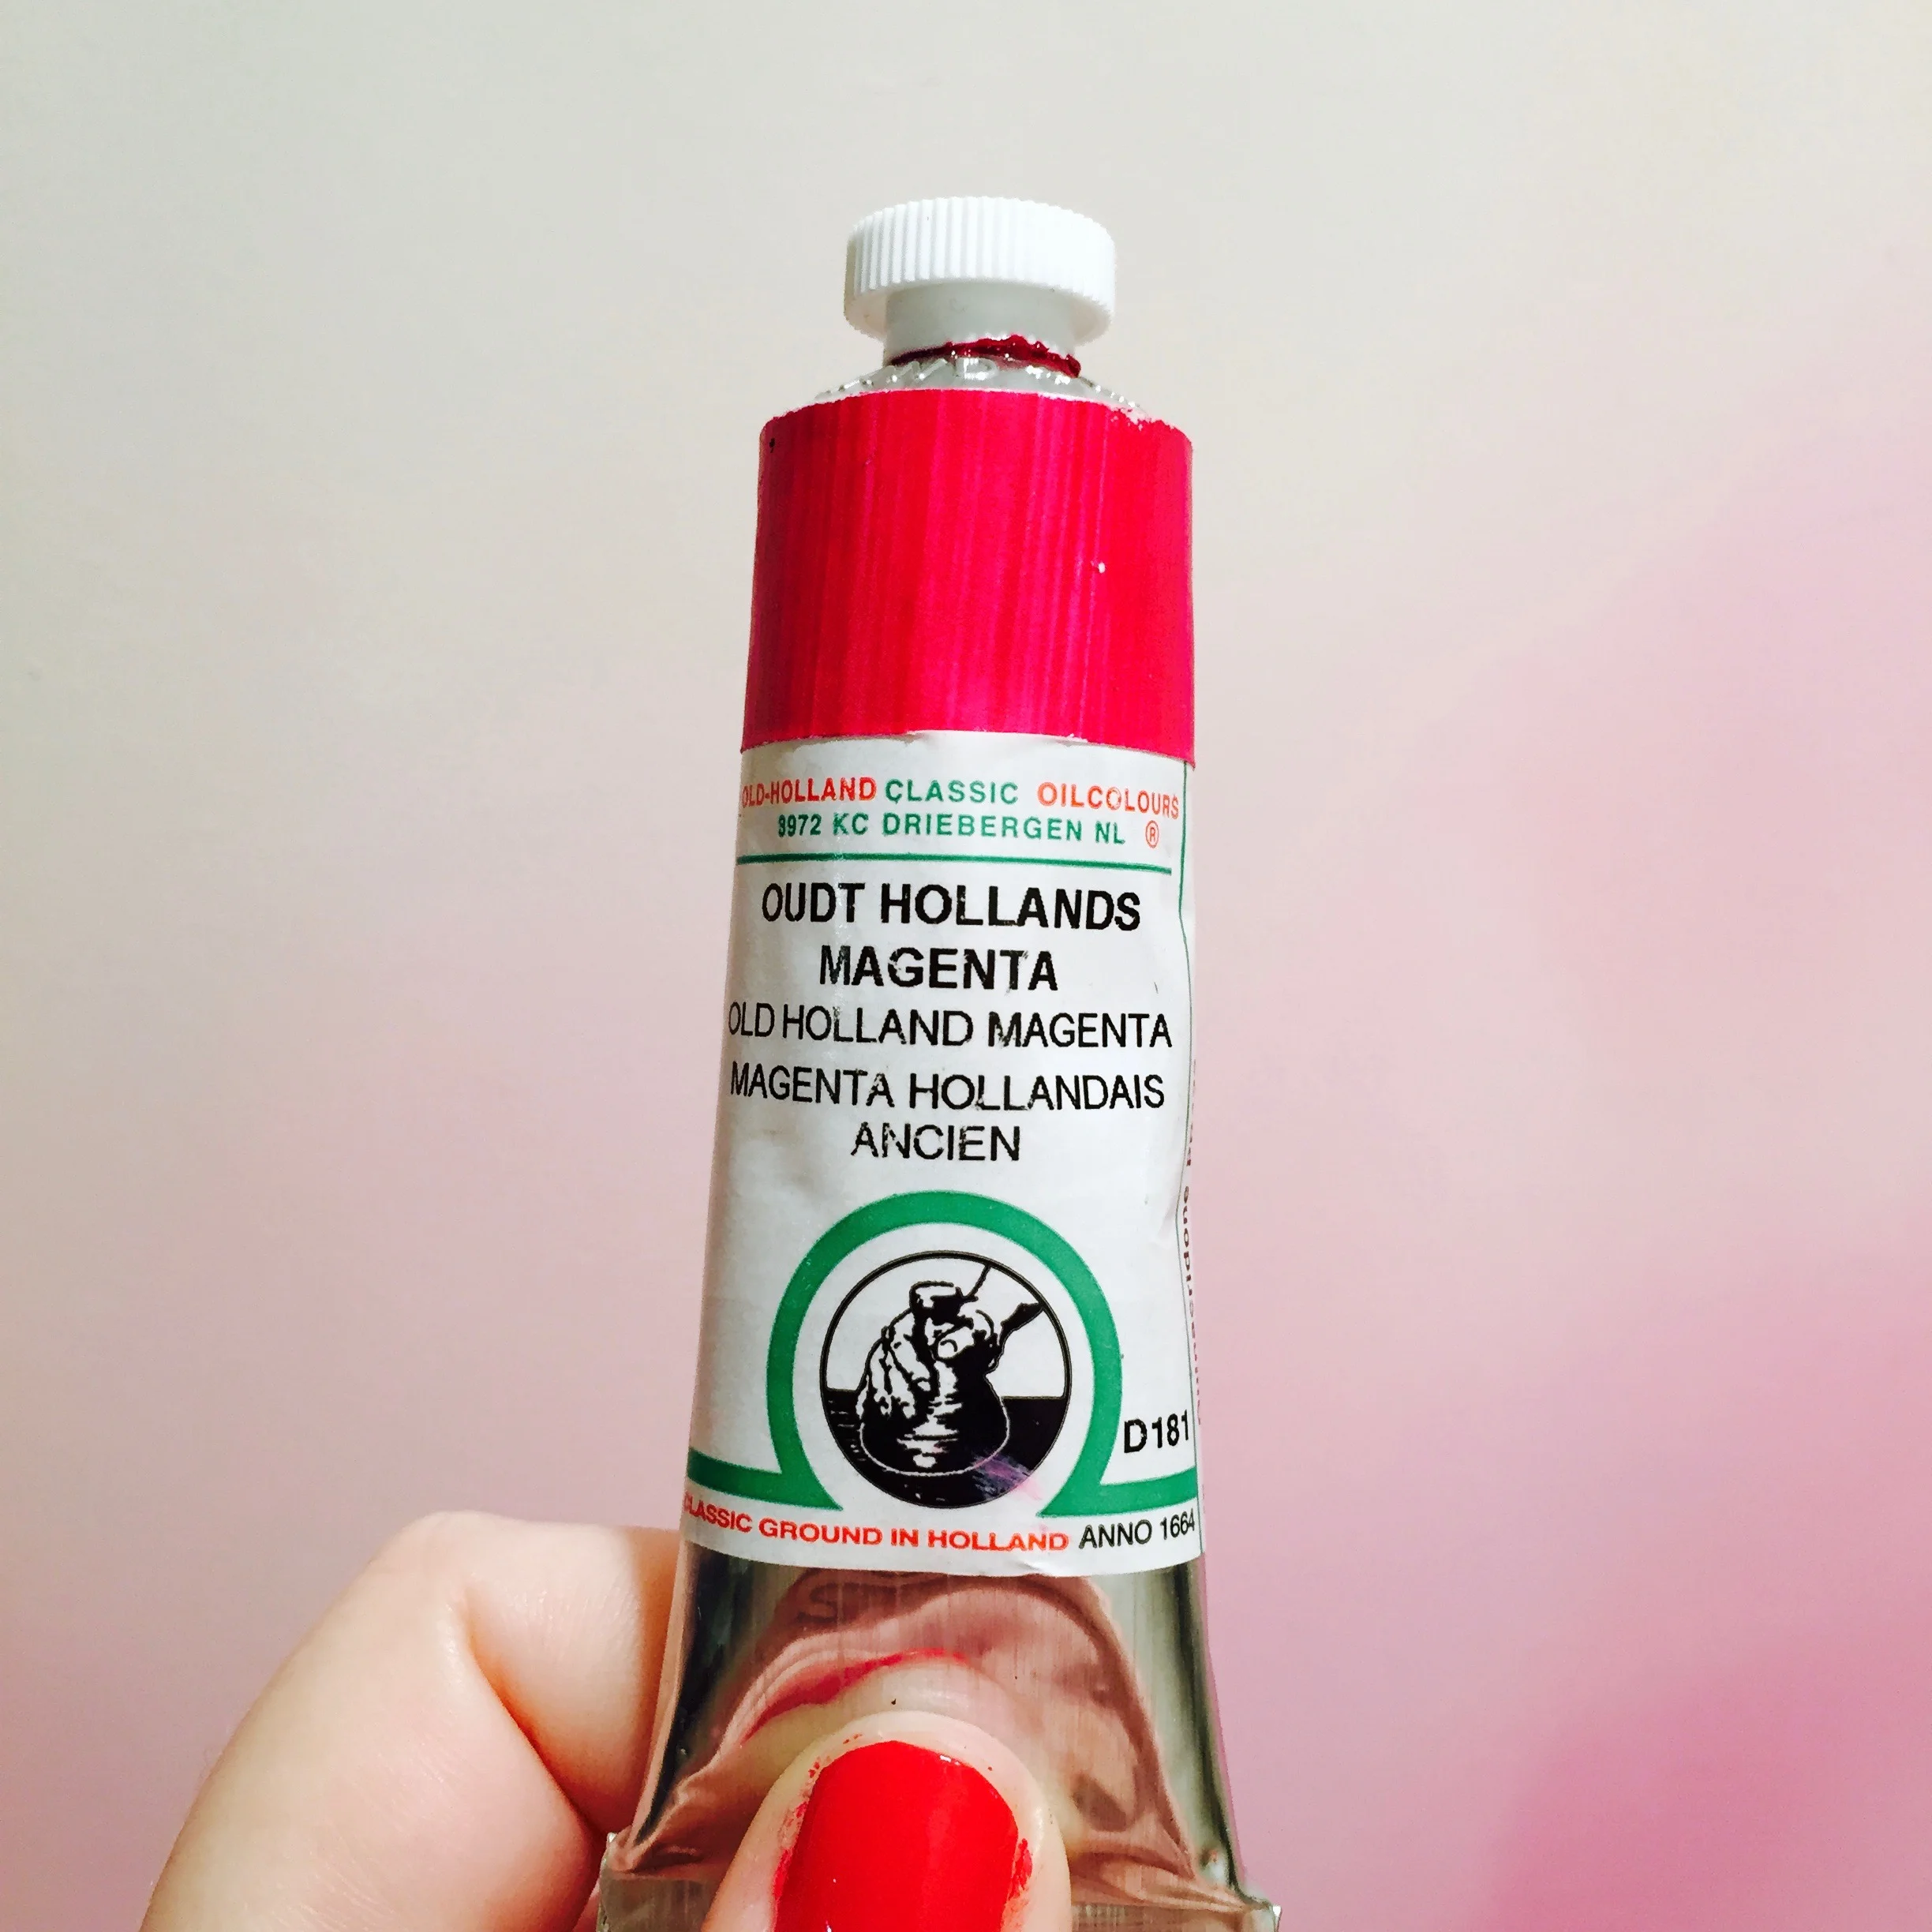 OLD-HOLLAND CLASSIC OILCOLOURS
3972 KC DRIEBERGEN NL ®
OUDT HOLLANDS
MAGENTA
OLD HOLLAND MAGENTA
MAGENTA HOLLANDAIS
ANCIEN
D181
CLASSIC GROUND IN HOLLAND ANNO 1664